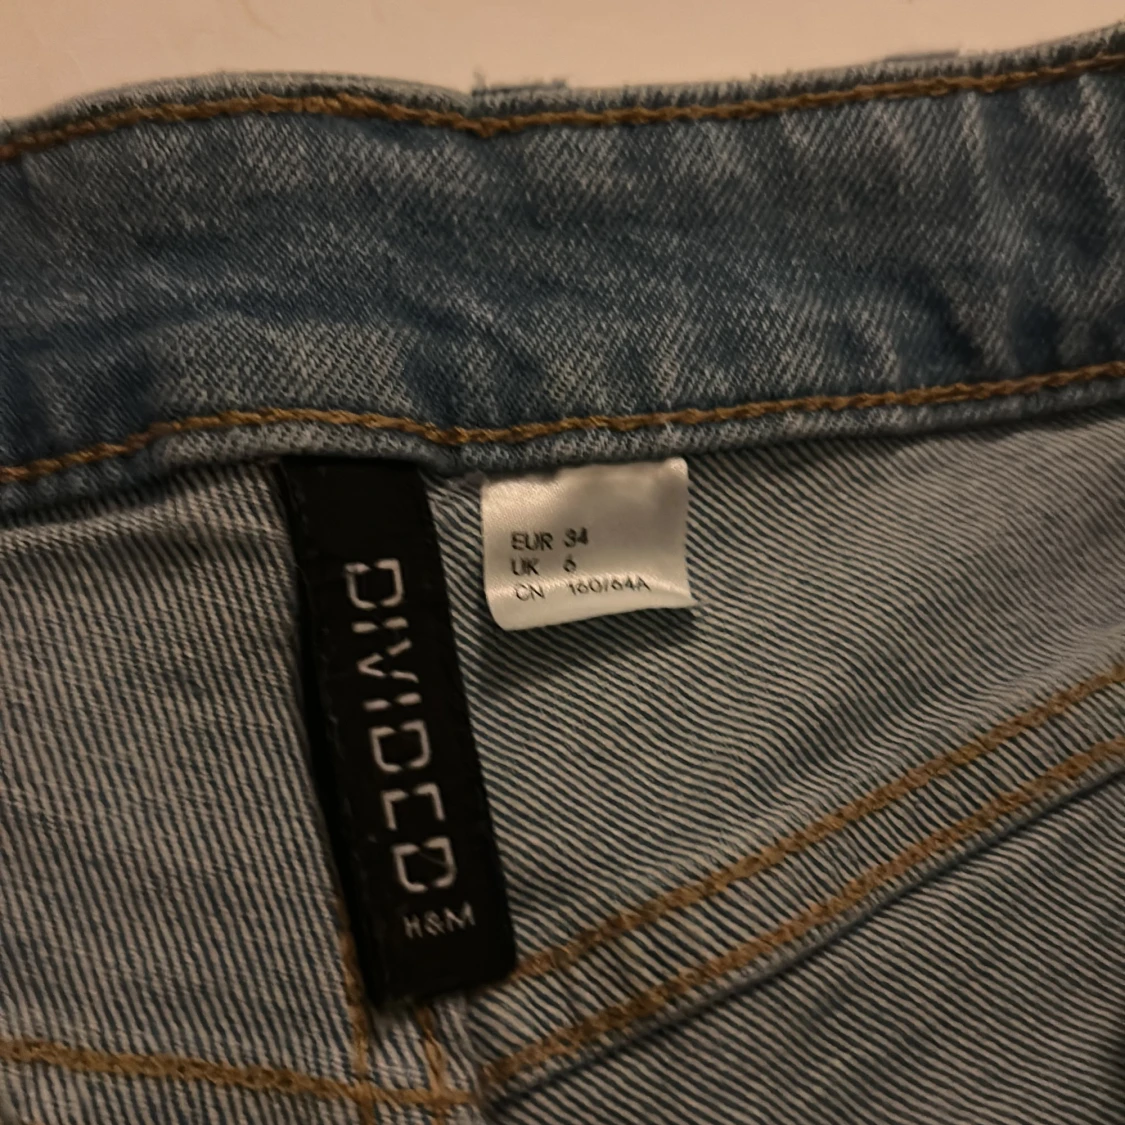 DIVIDED
H&M
EUR 34
UK 6
CN 160/64A